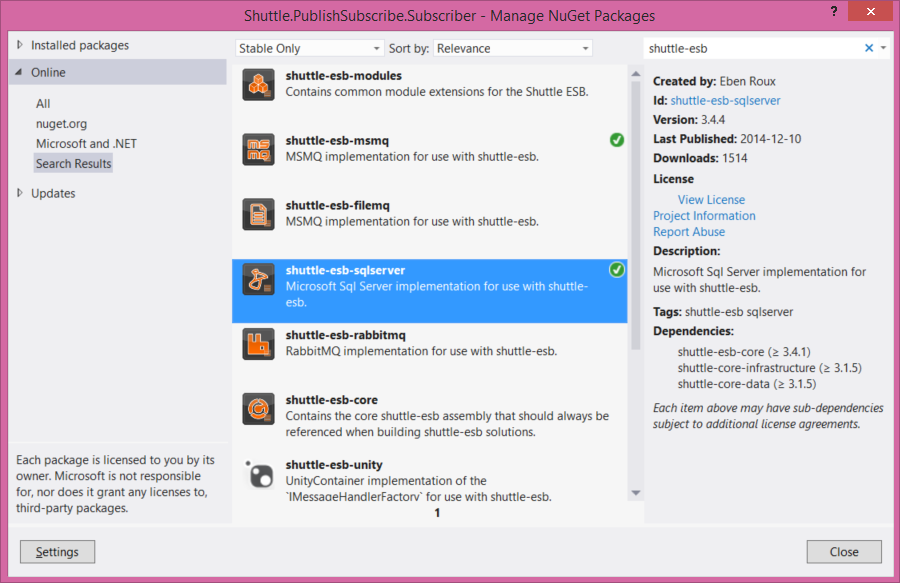 Shuttle.PublishSubscribe.Subscriber - Manage NuGet Packages
?
Installed packages
Online
All
nuget.org
Microsoft and .NET
Search Results
Updates
Each package is licensed to you by its
owner. Microsoft is not responsible
for, nor does it grant any licenses to,
third-party packages.
Settings
Stable Only
Sort by: Relevance
shuttle-esb-modules
Contains common module extensions for the Shuttle ESB.
MS
MQ
shuttle-esb-msmq
MSMQ implementation for use with shuttle-esb.
shuttle-esb-filemq
MSMQ implementation for use with shuttle-esb.
shuttle-esb-sqlserver
Microsoft Sql Server implementation for use with shuttle-
esb.
shuttle-esb-rabbitmq
RabbitMQ implementation for use with shuttle-esb.
shuttle-esb-core
Contains the core shuttle-esb assembly that should always be
referenced when building shuttle-esb solutions.
shuttle-esb-unity
UnityContainer implementation of the
`IMessageHandlerFactory` for use with shuttle-esb.
1
shuttle-esb
Created by: Eben Roux
Id: shuttle-esb-sqlserver
Version: 3.4.4
Last Published: 2014-12-10
Downloads: 1514
License
View License
Project Information
Report Abuse
Description:
Microsoft Sql Server implementation for
use with shuttle-esb.
Tags: shuttle-esb sqlserver
Dependencies:
shuttle-esb-core (≥ 3.4.1)
shuttle-core-infrastructure (≥ 3.1.5)
shuttle-core-data (≥ 3.1.5)
Each item above may have sub-dependencies
subject to additional license agreements.
Close